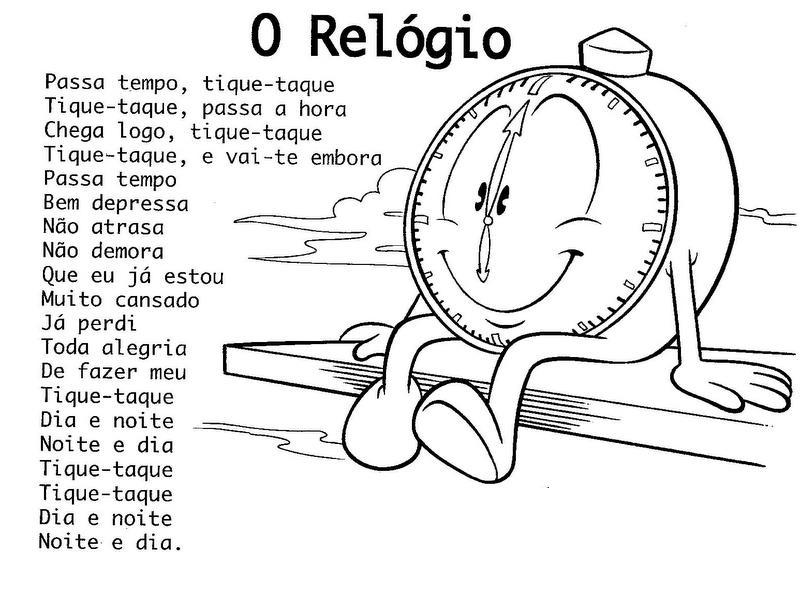 O Relógio
Passa tempo, tique-taque
Tique-taque, passa a hora
Chega logo, tique-taque
Tique-taque, e vai-te embora
Passa tempo
Bem depressa
Não atrasa
Não demora
Que eu já estou
Muito cansado
Já perdi
Toda alegria
De fazer meu
Tique-taque
Dia e noite
Noite e dia
Tique-taque
Tique-taque
Dia e noite
Noite e dia.